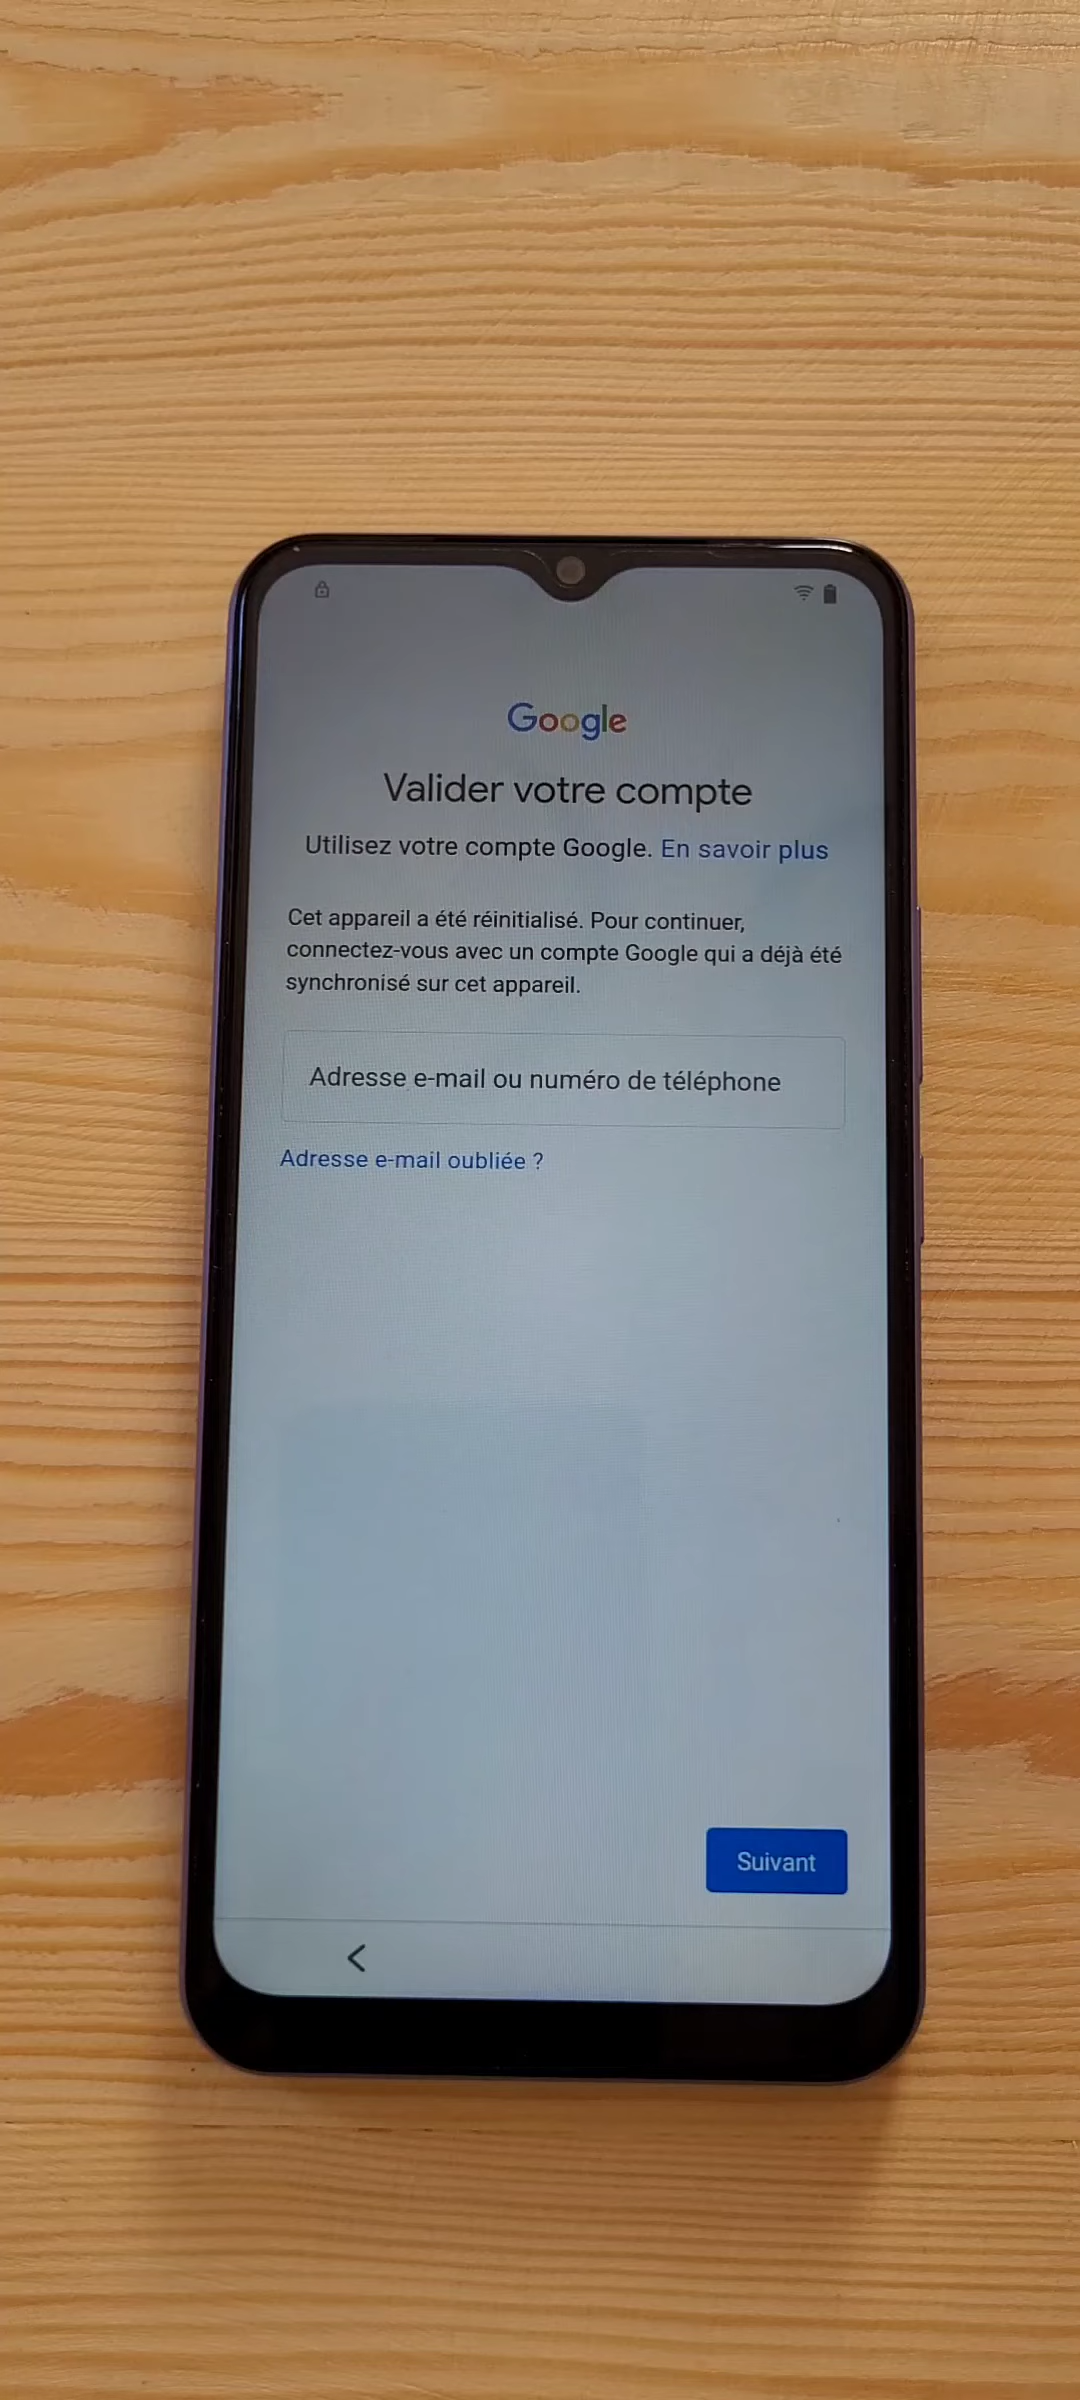 Google
Valider votre compte
Utilisez votre compte Google. En savoir plus
Cet appareil a été réinitialisé. Pour continuer,
connectez-vous avec un compte Google qui a déjà été
synchronisé sur cet appareil.
Adresse e-mail ou numéro de téléphone
Adresse e-mail oubliée ?
Suivant